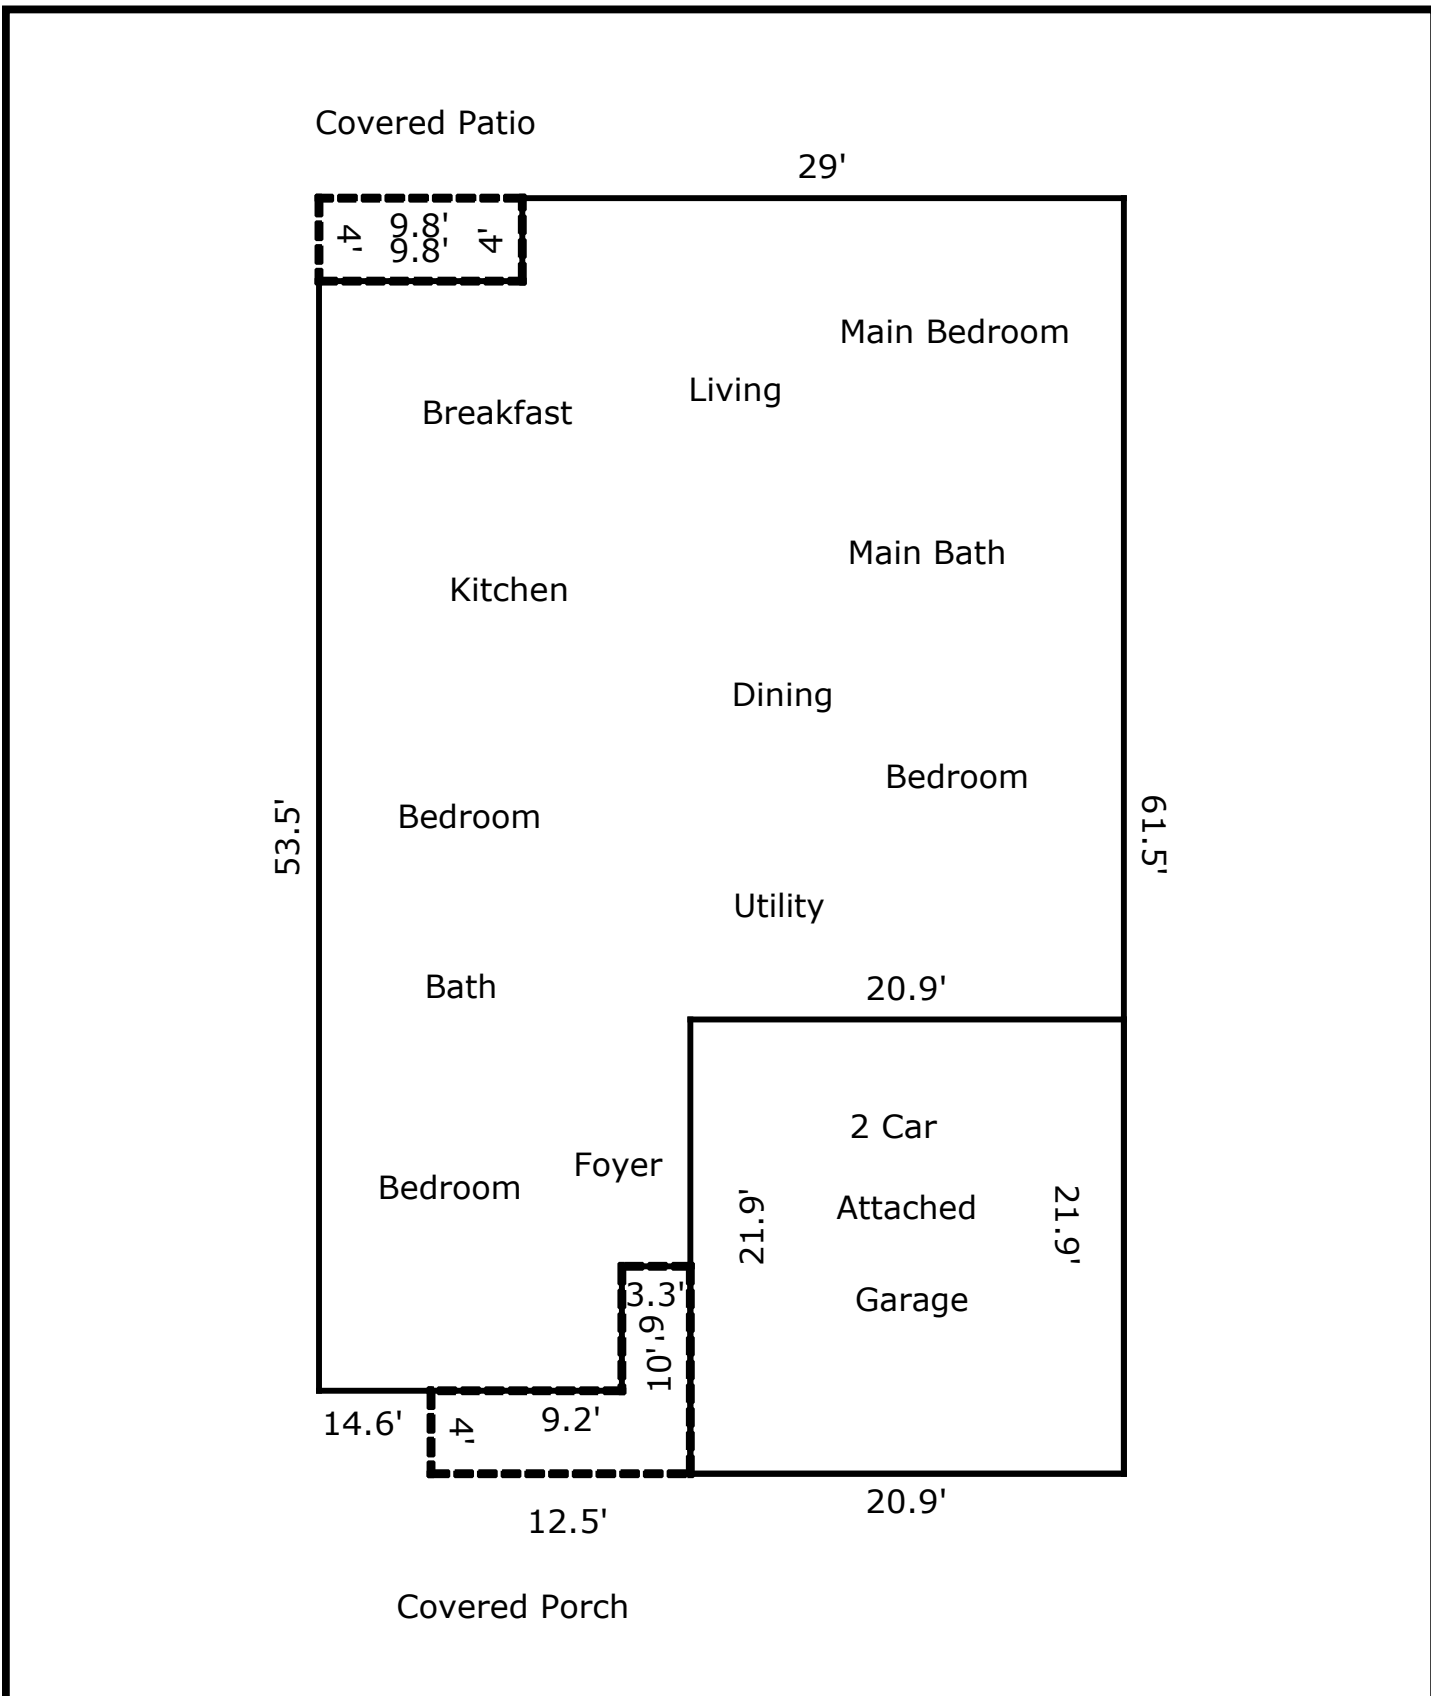 Covered Patio
29'
9.8'
4'
9.8'
4'
Main Bedroom
Living
Breakfast
Main Bath
Kitchen
Dining
Bedroom
53.5'
Bedroom
61.5'
Utility
Bath
20.9'
2 Car
Foyer
Bedroom
21.9'
Attached
21.9'
3.3'
Garage
6'
10'
14.6'
4'
9.2'
20.9'
12.5'
Covered Porch